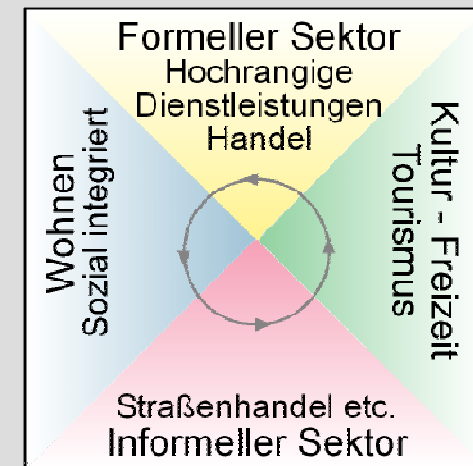 Formeller Sektor
Hochrangige
Dienstleistungen
Handel
Wohnen
Sozial integriert
Kultur - Freizeit
Tourismus
Straßenhandel etc.
Informeller Sektor